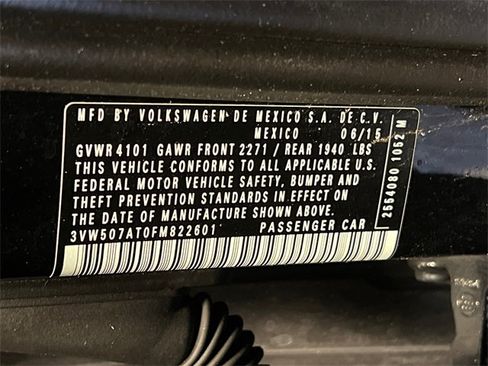 MFD BY VOLKSWAGEN DE MEXICO S.A. DE C.V.
MEXICO 06/15
GVWR 4101 GAWR FRONT 2271 / REAR 1940 LBS
THIS VEHICLE CONFORMS TO ALL APPLICABLE U.S.
FEDERAL MOTOR VEHICLE SAFETY, BUMPER AND
THEFT PREVENTION STANDARDS IN EFFECT ON
THE DATE OF MANUFACTURE SHOWN ABOVE.
3VW507AT0FM822601 PASSENGER CAR
2554080 1052 M